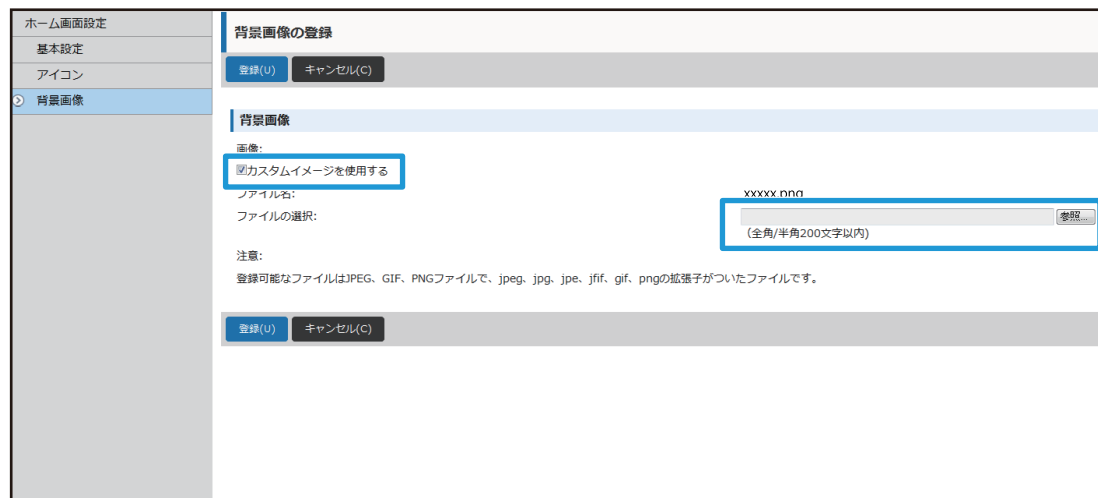 ホーム画面設定
基本設定
アイコン
背景画像
背景画像の登録
登録(U) キャンセル(C)
背景画像
画像:
カスタムイメージを使用する
ファイル名: xxxxx.png
ファイルの選択: 参照...
(全角/半角200文字以内)
注意:
登録可能なファイルはJPEG、GIF、PNGファイルで、jpeg、jpg、jpe、jfif、gif、pngの拡張子がついたファイルです。
登録(U) キャンセル(C)